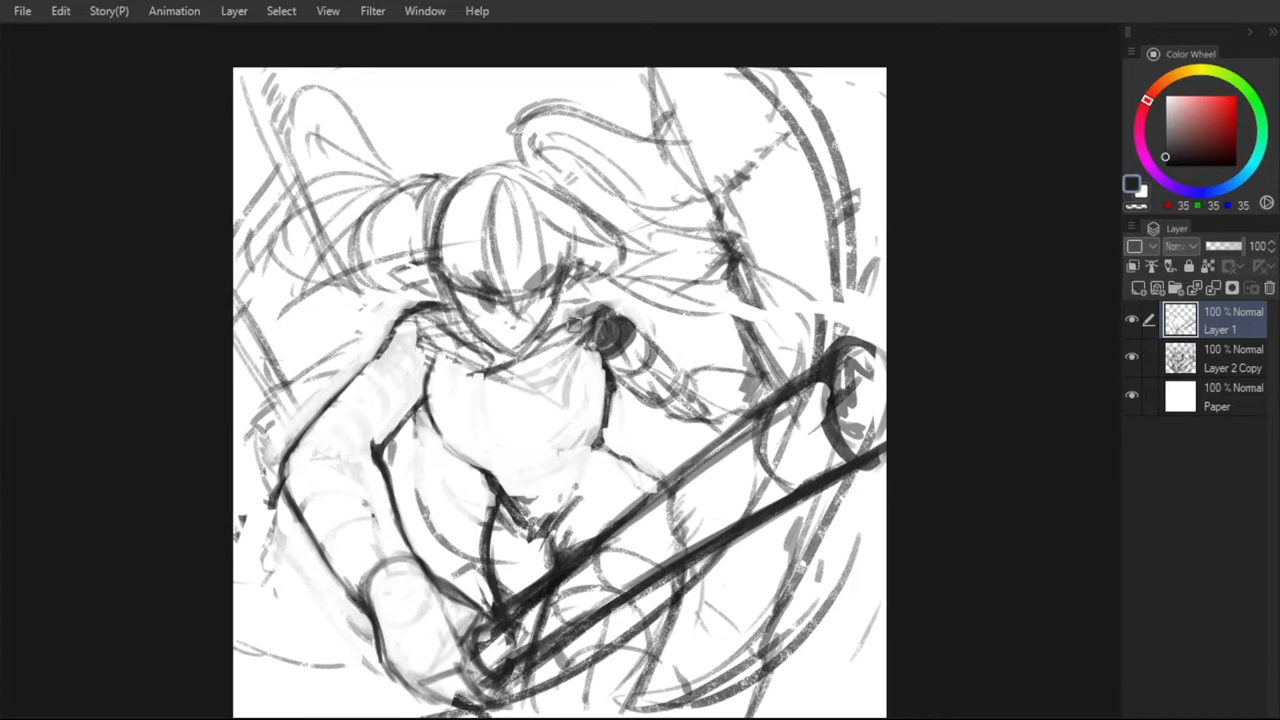 File Edit Story(P) Animation Layer Select View Filter Window Help
Color Wheel
35 35 35
Layer
100
100 % Normal
Layer 1
100 % Normal
Layer 2 Copy
100 % Normal
Paper